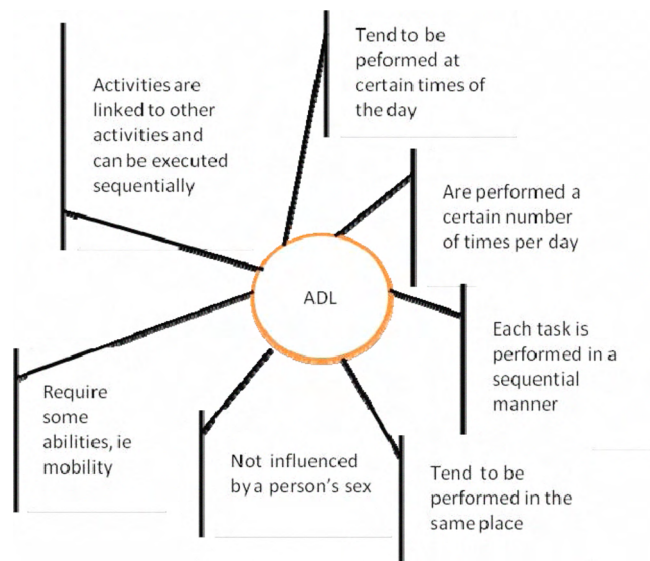 Tend to be
peformed at
certain times of
the day
Activities are
linked to other
activities and
can be executed
sequentially
Are performed a
certain number
of times per day
ADL
Each task is
performed in a
sequential
manner
Require
some
abilities, ie
mobility
Not influenced
by a person's sex
Tend to be
performed in the
same place